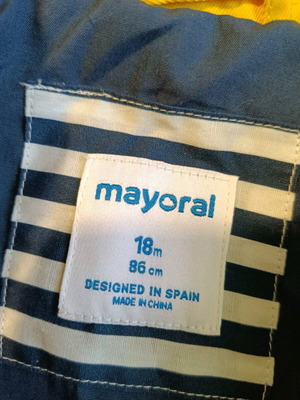 mayoral
18m
86 cm
DESIGNED IN SPAIN
MADE IN CHINA